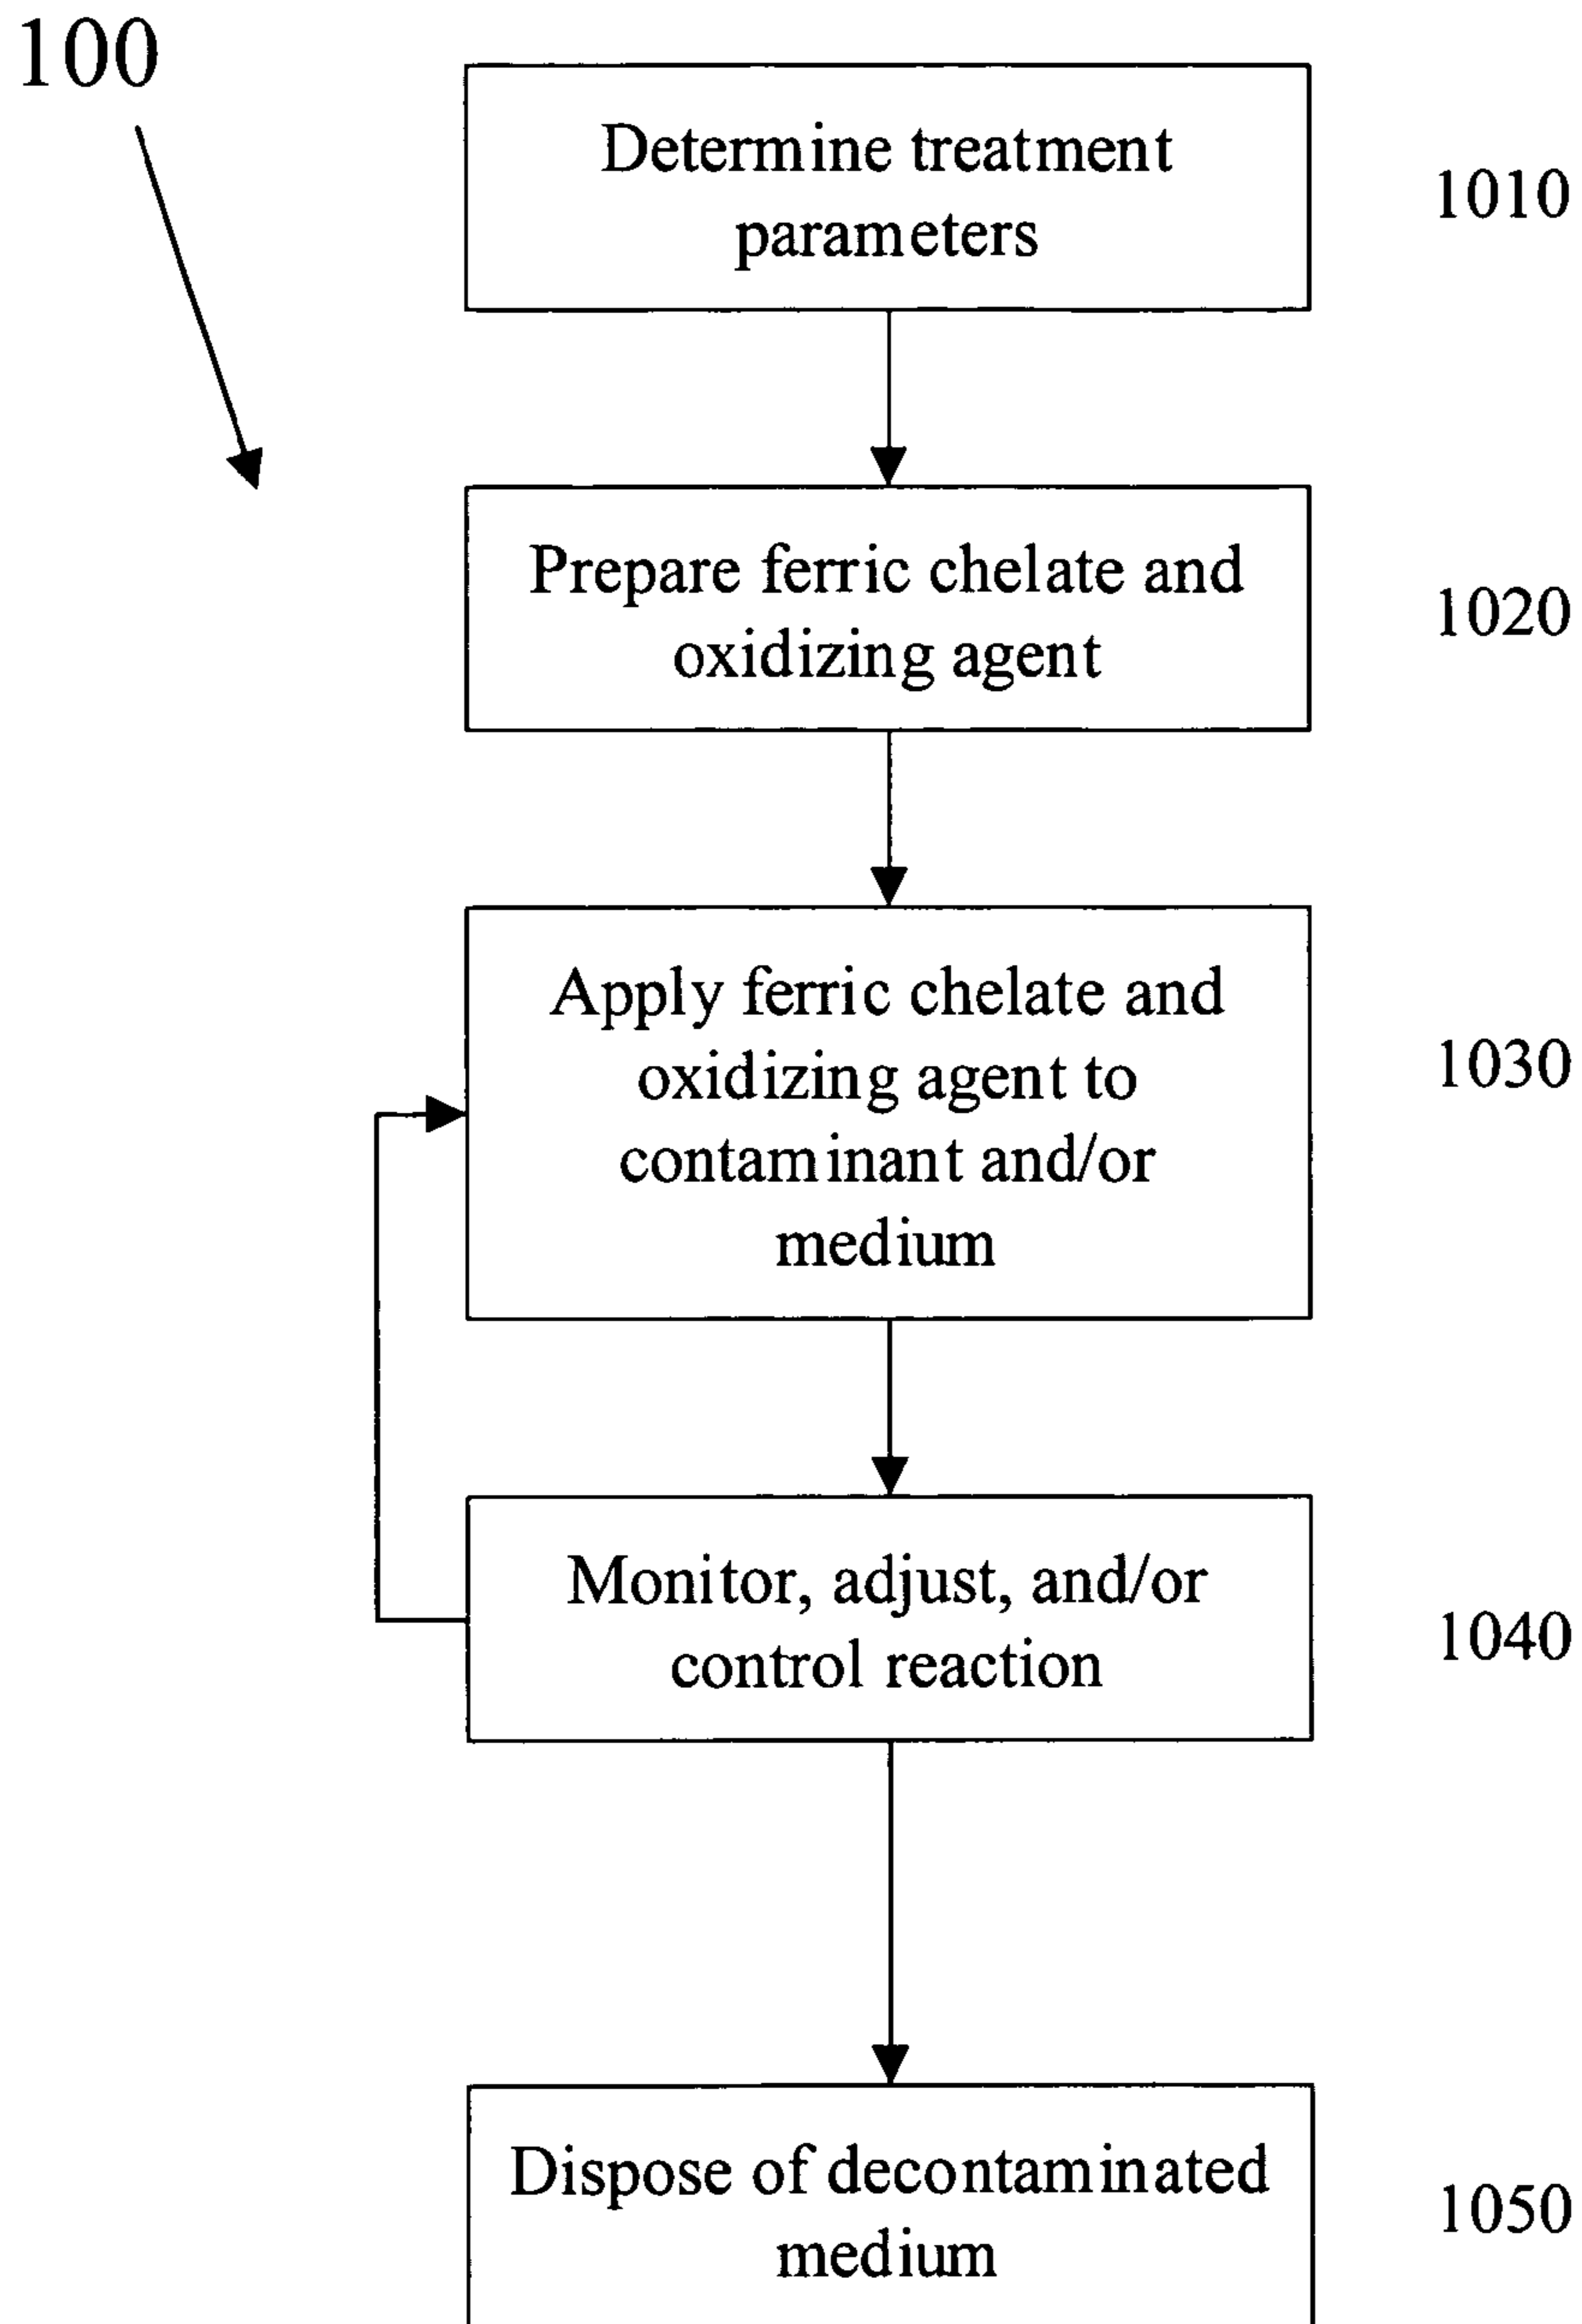 100
Determine treatment
parameters
1010
Prepare ferric chelate and
oxidizing agent
1020
Apply ferric chelate and
oxidizing agent to
contaminant and/or
medium
1030
Monitor, adjust, and/or
control reaction
1040
Dispose of decontaminated
medium
1050